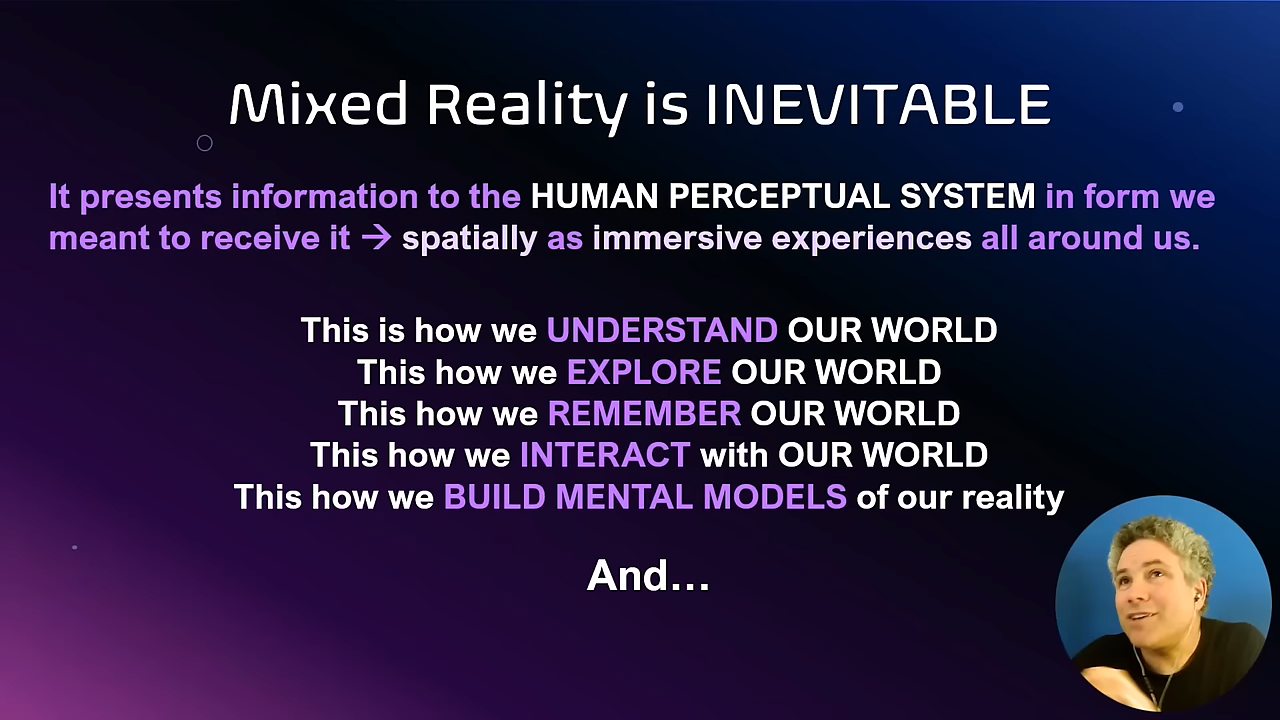 Mixed Reality is INEVITABLE
It presents information to the HUMAN PERCEPTUAL SYSTEM in form we
meant to receive it → spatially as immersive experiences all around us.
This is how we UNDERSTAND OUR WORLD
This how we EXPLORE OUR WORLD
This how we REMEMBER OUR WORLD
This how we INTERACT with OUR WORLD
This how we BUILD MENTAL MODELS of our reality
And...